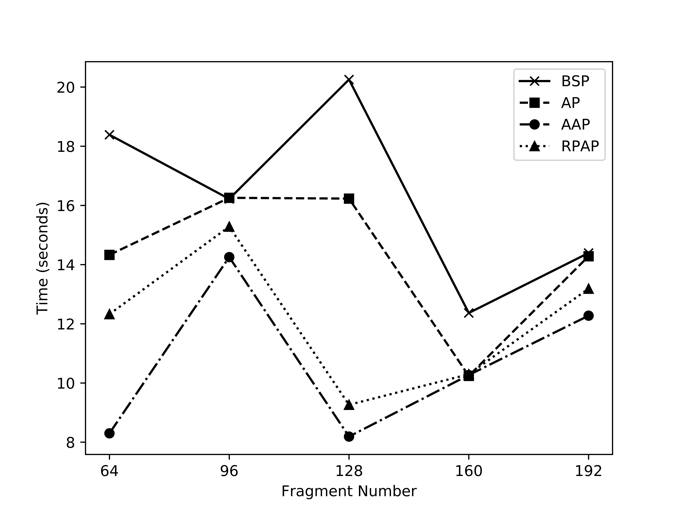 BSP
AP
AAP
RPAP
20
18
16
14
12
10
8
Time (seconds)
64 96 128 160 192
Fragment Number